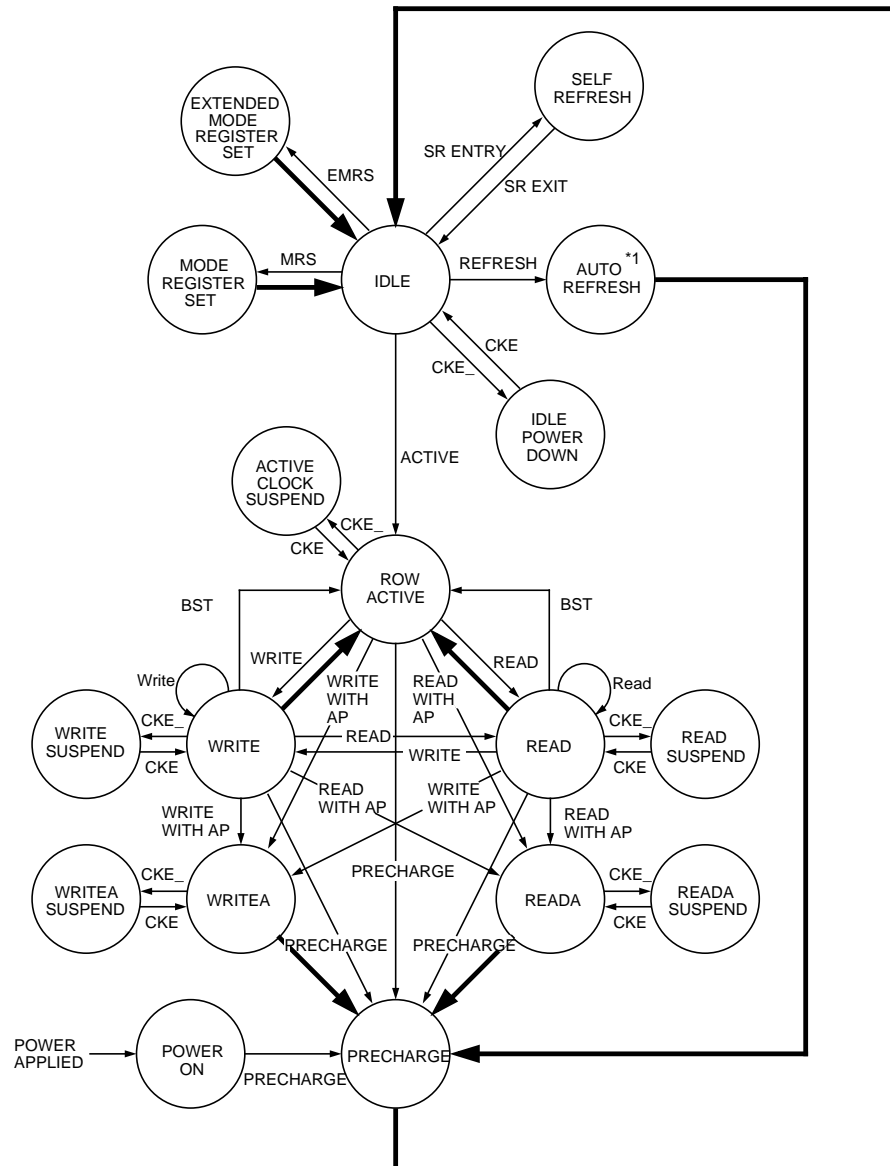 SELF
REFRESH
EXTENDED
MODE
REGISTER
SET
SR ENTRY
EMRS
SR EXIT
MRS
REFRESH
MODE
REGISTER
SET
IDLE
AUTO *1
REFRESH
CKE
CKE_
IDLE
POWER
DOWN
ACTIVE
ACTIVE
CLOCK
SUSPEND
CKE_
CKE
ROW
ACTIVE
BST
BST
WRITE
READ
Write
WRITE
WITH
AP
READ
WITH
AP
Read
WRITE
SUSPEND
CKE_
CKE
WRITE
READ
WRITE
READ
CKE_
CKE
READ
SUSPEND
WRITE
WITH AP
READ
WITH AP
WRITE
WITH AP
READ
WITH AP
PRECHARGE
WRITEA
SUSPEND
CKE_
CKE
WRITEA
READA
CKE_
CKE
READA
SUSPEND
PRECHARGE
PRECHARGE
POWER
APPLIED
POWER
ON
PRECHARGE
PRECHARGE